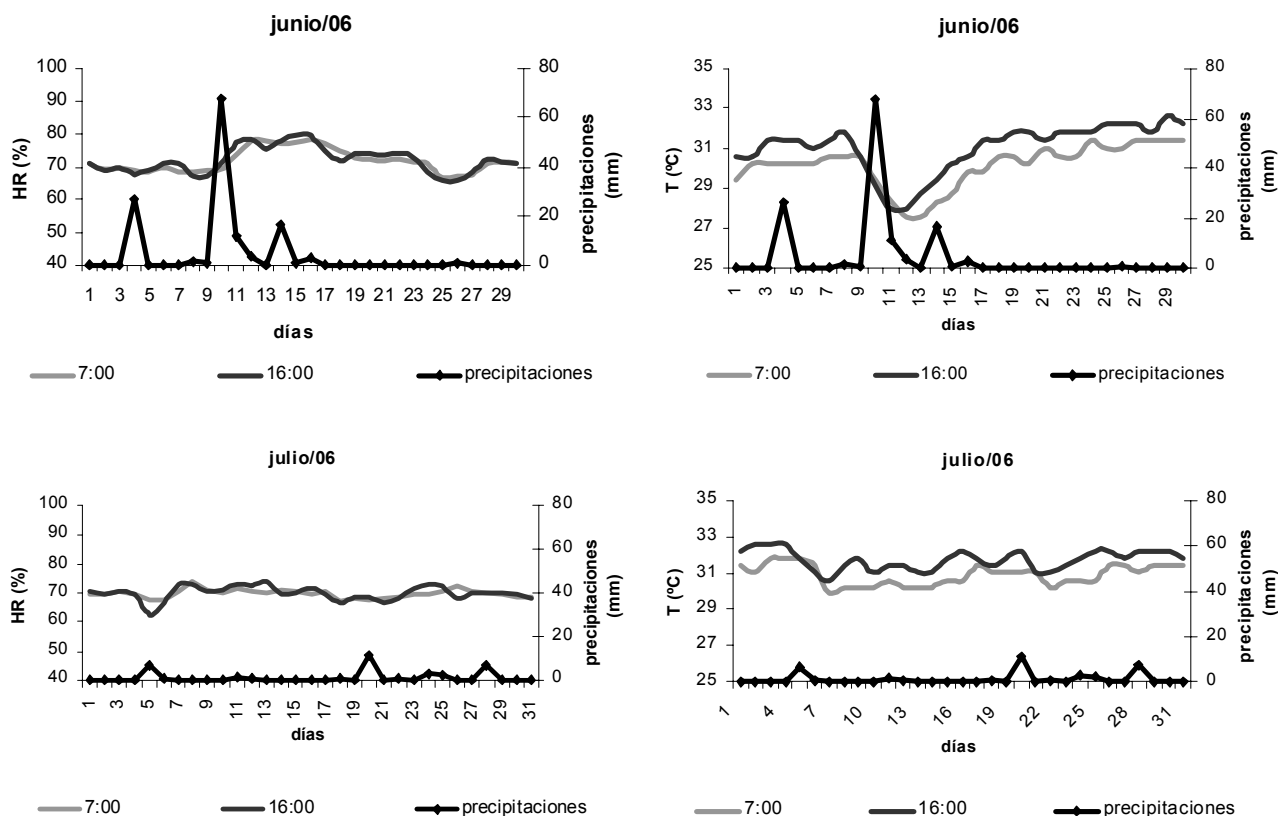 junio/06
100
90
80
70
60
50
40
HR (%)
80
60
40
20
0
precipitaciones
(mm)
1 3 5 7 9 11 13 15 17 19 21 23 25 27 29
días
7:00 16:00 precipitaciones
junio/06
35
33
31
29
27
25
T (ºC)
80
60
40
20
0
precipitaciones
(mm)
1 3 5 7 9 11 13 15 17 19 21 23 25 27 29
días
7:00 16:00 precipitaciones
julio/06
100
90
80
70
60
50
40
HR (%)
80
60
40
20
0
precipitaciones
(mm)
1 3 5 7 9 11 13 15 17 19 21 23 25 27 29 31
días
7:00 16:00 precipitaciones
julio/06
35
33
31
29
27
25
T (ºC)
80
60
40
20
0
precipitaciones
(mm)
1 4 7 10 13 16 19 22 25 28 31
días
7:00 16:00 precipitaciones